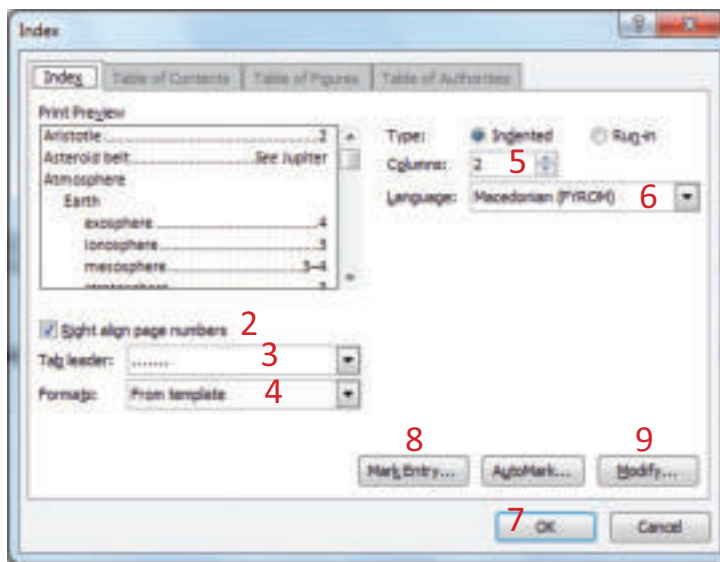 Index
Index Table of Contents Table of Figures Table of Authorities
Print Preview
Aristotle 2
Asteroid belt See Jupiter
Atmosphere
Earth
exosphere 4
ionosphere 3
mesosphere 3–4
Type: Indented Run-in
Columns: 2 5
Language: Macedonian (FYROM) 6
Right align page numbers 2
Tab leader: ....... 3
Formats: From template 4
8 9
Mark Entry... AutoMark... Modify...
7 OK Cancel